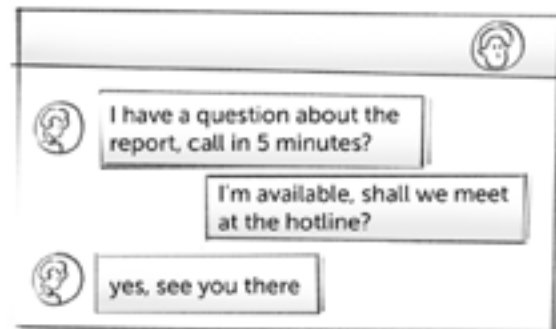 I have a question about the
report, call in 5 minutes?
I'm available, shall we meet
at the hotline?
yes, see you there